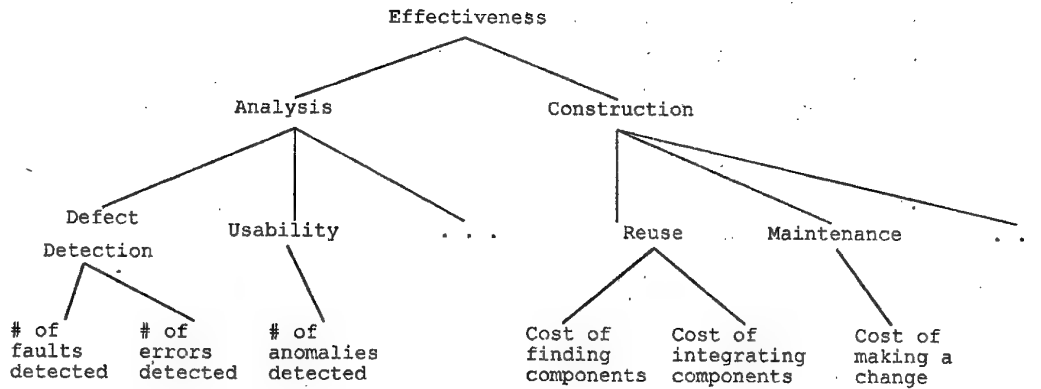 Effectiveness
Analysis Construction
Defect
Detection
Usability
. . .
Reuse
Maintenance
. .
# of
faults
detected
# of
errors
detected
# of
anomalies
detected
Cost of
finding
components
Cost of
integrating
components
Cost of
making a
change